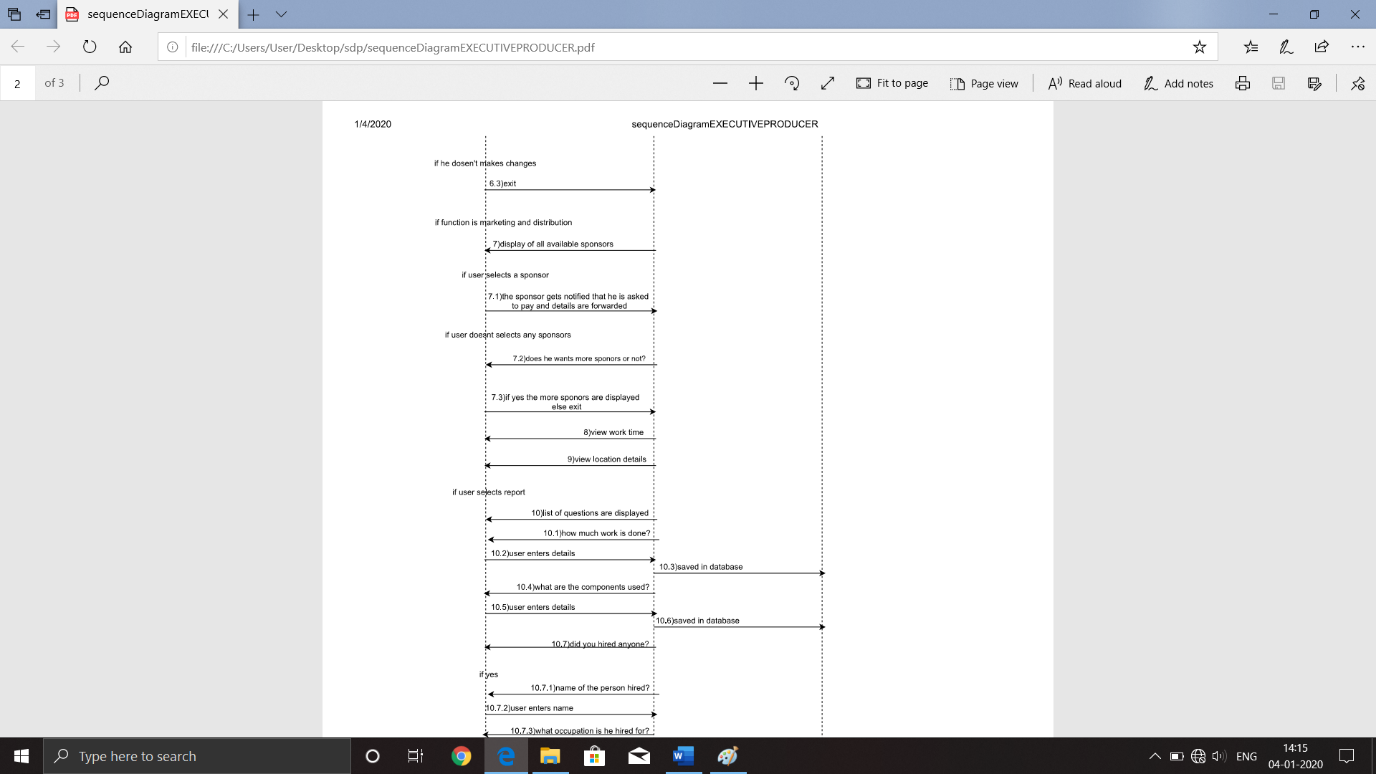 sequenceDiagramEXECU
file:///C:/Users/User/Desktop/sdp/sequenceDiagramEXECUTIVEPRODUCER.pdf
2 of 3
Fit to page
Page view
Read aloud
Add notes
1/4/2020
sequenceDiagramEXECUTIVEPRODUCER
if he dosen't makes changes
6.3)exit
if function is marketing and distribution
7)display of all available sponsors
if user selects a sponsor
7.1)the sponsor gets notified that he is asked
to pay and details are forwarded
if user doesnt selects any sponsors
7.2)does he wants more sponors or not?
7.3)if yes the more sponors are displayed
else exit
8)view work time
9)view location details
if user selects report
10)list of questions are displayed
10.1)how much work is done?
10.2)user enters details
10.3)saved in database
10.4)what are the components used?
10.5)user enters details
10.6)saved in database
10.7)did you hired anyone?
if yes
10.7.1)name of the person hired?
10.7.2)user enters name
10.7.3)what occupation is he hired for?
Type here to search
ENG
14:15
04-01-2020